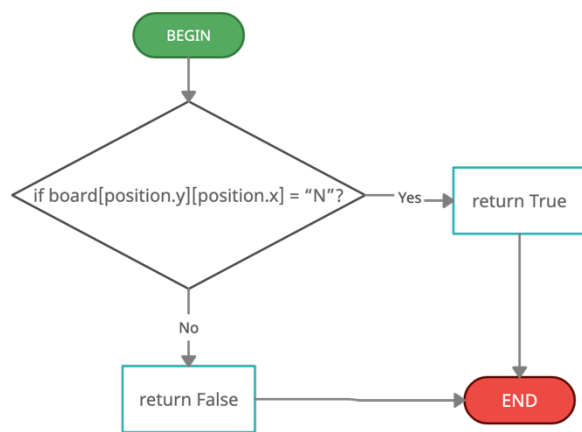 BEGIN
if board[position.y][position.x] = “N”?
Yes
return True
No
return False
END